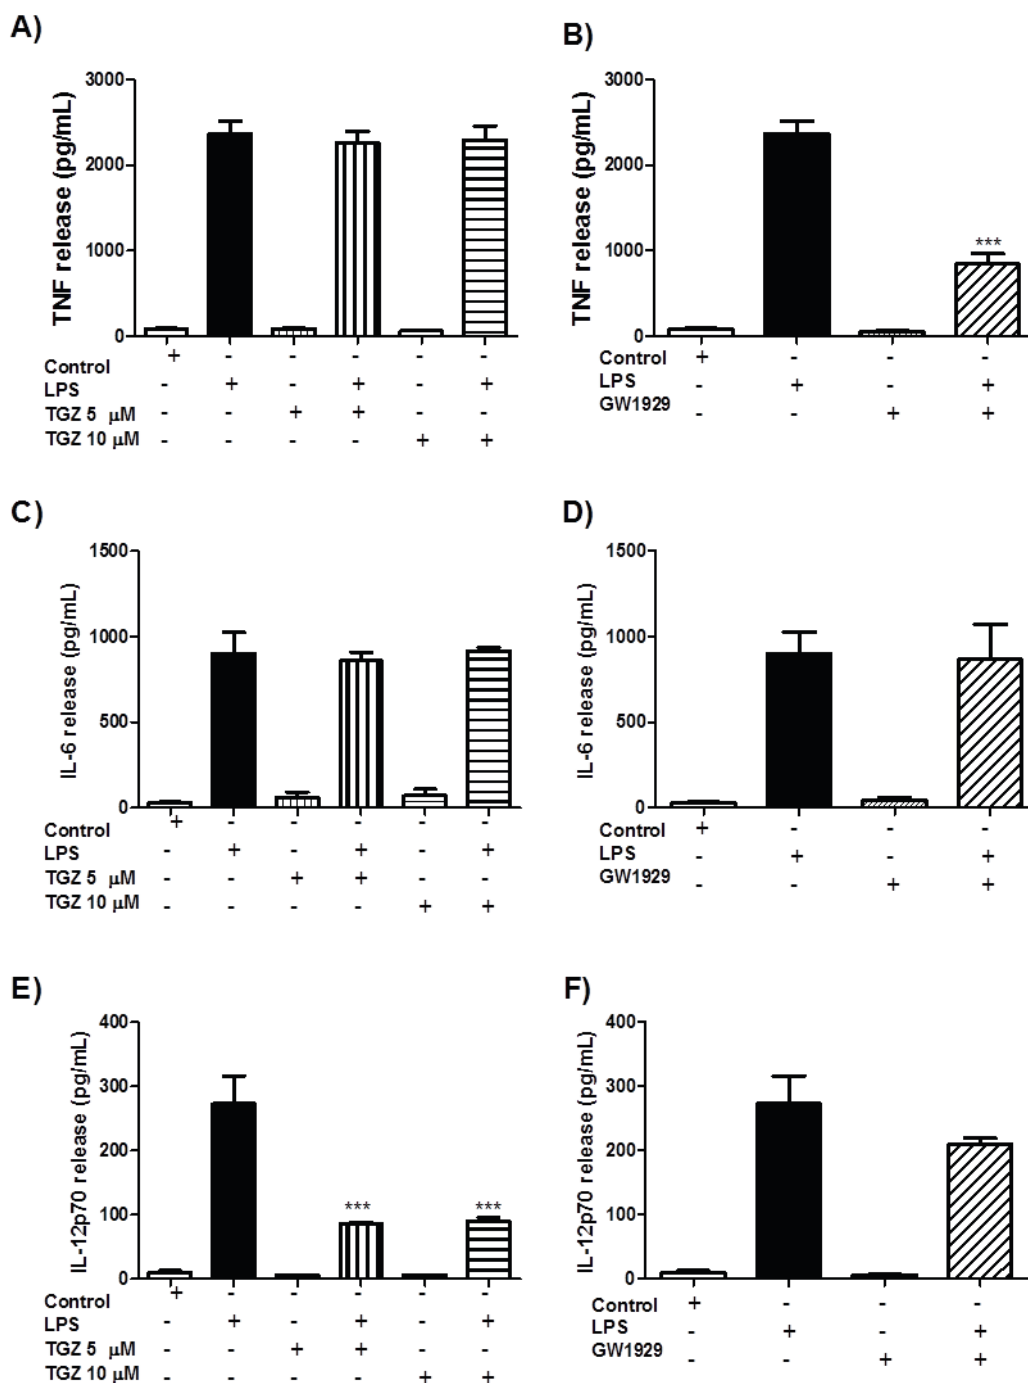 A)
TNF release (pg/mL)
3000
2000
1000
0
Control + - - - - -
LPS - + - + - +
TGZ 5 μM - - + + - -
TGZ 10 μM - - - - + +
B)
TNF release (pg/mL)
3000
2000
1000
0
***
Control + - - -
LPS - + - +
GW1929 - - + +
C)
IL-6 release (pg/mL)
1500
1000
500
0
Control + - - - - -
LPS - + - + - +
TGZ 5 μM - - + + - -
TGZ 10 μM - - - - + +
D)
IL-6 release (pg/mL)
1500
1000
500
0
Control + - - -
LPS - + - +
GW1929 - - + +
E)
IL-12p70 release (pg/mL)
400
300
200
100
0
*** ***
Control + - - - - -
LPS - + - + - +
TGZ 5 μM - - + + - -
TGZ 10 μM - - - - + +
F)
IL-12p70 release (pg/mL)
400
300
200
100
0
Control + - - -
LPS - + - +
GW1929 - - + +